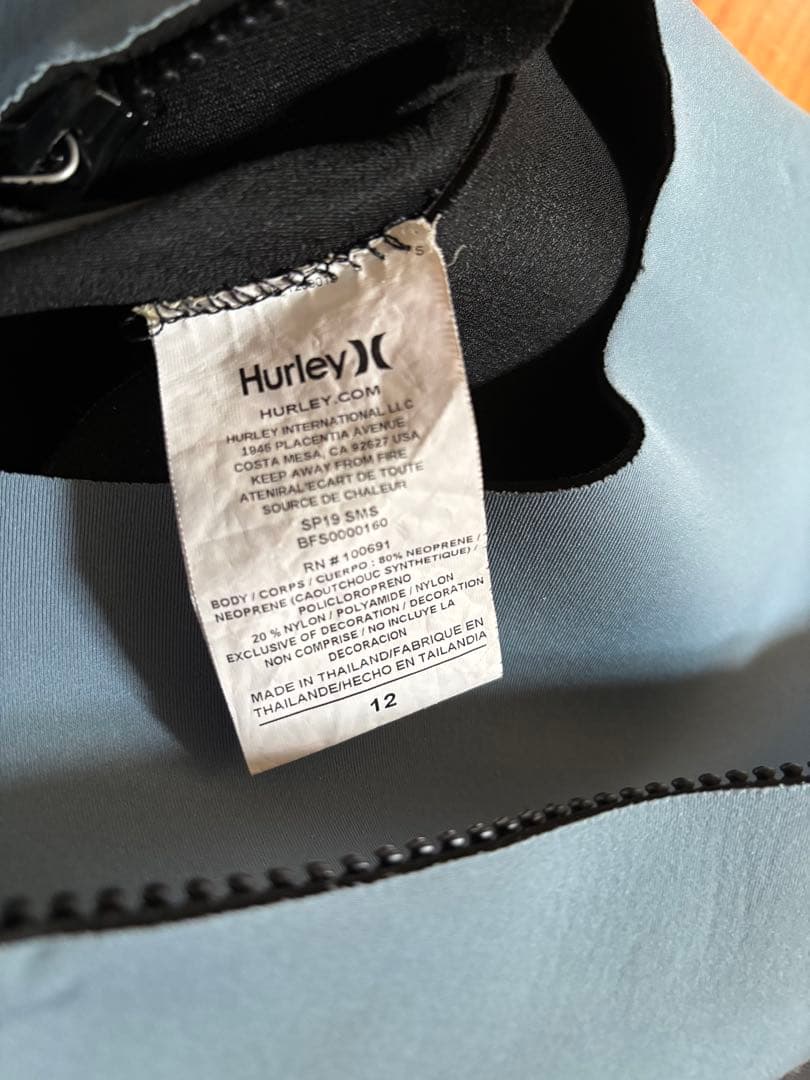 S
Hurley
HURLEY.COM
HURLEY INTERNATIONAL LLC
1945 PLACENTIA AVENUE
COSTA MESA, CA 92627 USA
KEEP AWAY FROM FIRE
ATENIRAL'ECART DE TOUTE
SOURCE DE CHALEUR
SP19 SMS
BFS0000160
RN # 100691
BODY / CORPS / CUERPO : 80% NEOPRENE /
NEOPRENE (CAOUTCHOUC SYNTHETIQUE) /
POLICLOROPRENO
20 % NYLON / POLYAMIDE / NYLON
EXCLUSIVE OF DECORATION / DECORATION
NON COMPRISE / NO INCLUYE LA
DECORACION
MADE IN THAILAND/FABRIQUE EN
THAILANDE/HECHO EN TAILANDIA
12